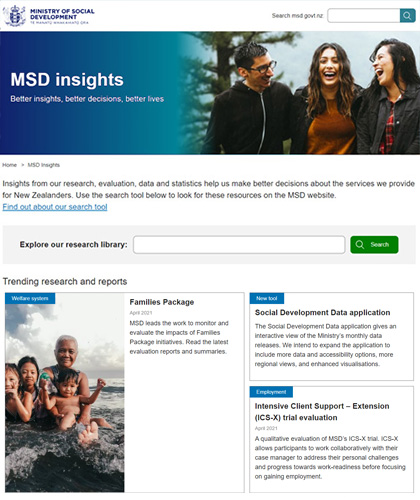 MINISTRY OF SOCIAL
DEVELOPMENT
TE MANATŪ WHAKAHIATO ORA
Search msd.govt.nz
MSD insights
Better insights, better decisions, better lives
Home > MSD Insights
Insights from our research, evaluation, data and statistics help us make better decisions about the services we provide
for New Zealanders. Use the search tool below to look for these resources on the MSD website.
Find out about our search tool
Explore our research library:
Search
Trending research and reports
Welfare system
Families Package
April 2021
MSD leads the work to monitor and
evaluate the impacts of Families
Package initiatives. Read the latest
evaluation reports and summaries.
New tool
Social Development Data application
The Social Development Data application gives an
interactive view of the Ministry's monthly data
releases. We intend to expand the application to
include more data and accessibility options, more
regional views, and enhanced visualisations.
Employment
Intensive Client Support – Extension
(ICS-X) trial evaluation
April 2021
A qualitative evaluation of MSD's ICS-X trial. ICS-X
allows participants to work collaboratively with their
case manager to address their personal challenges
and progress towards work-readiness before focusing
on gaining employment.